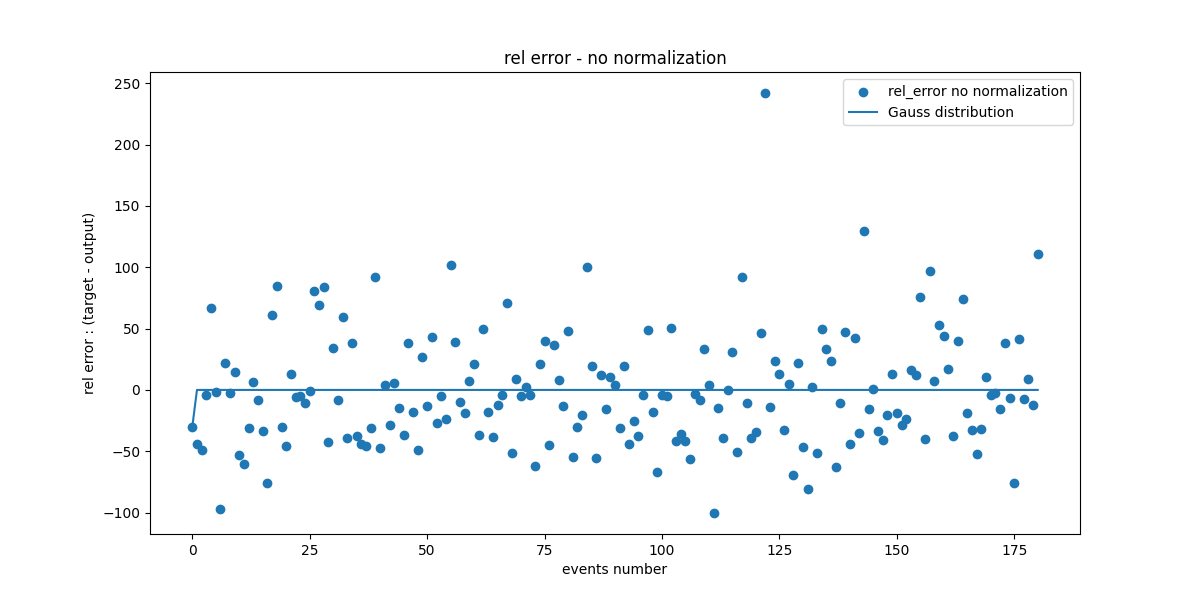 rel error - no normalization
rel_error no normalization
Gauss distribution
rel error : (target - output)
250
200
150
100
50
0
−50
−100
0 25 50 75 100 125 150 175
events number